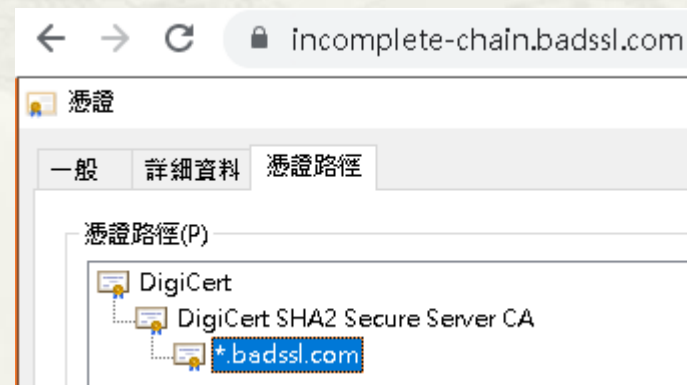 incomplete-chain.badssl.com
憑證
一般 詳細資料 憑證路徑
憑證路徑(P)
DigiCert
DigiCert SHA2 Secure Server CA
*.badssl.com